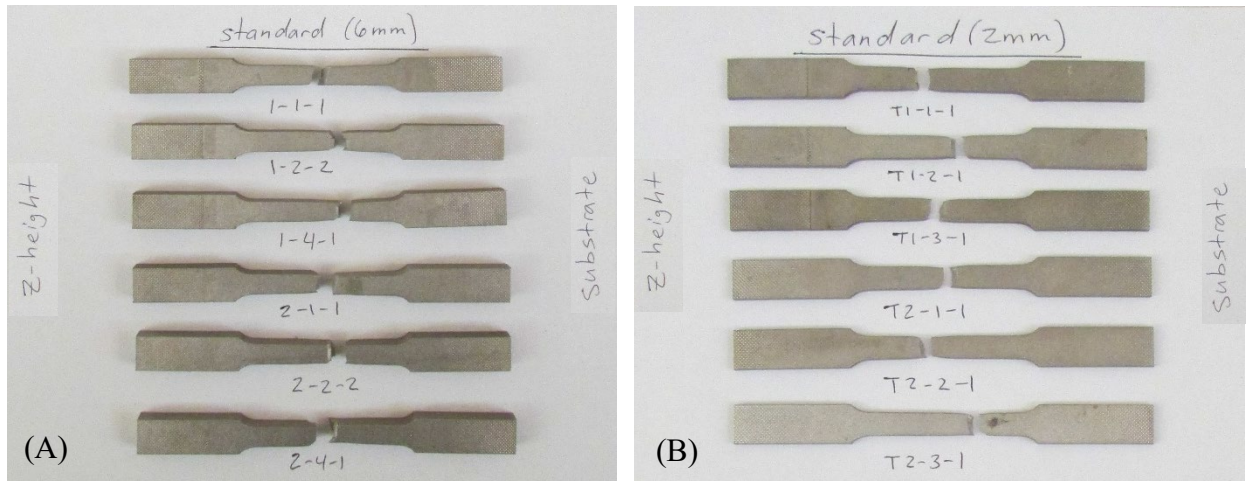 standard (6mm)
1-1-1
1-2-2
1-4-1
2-1-1
2-2-2
2-4-1
Z-height
Substrate
(A)
standard (2mm)
T1-1-1
T1-2-1
T1-3-1
T2-1-1
T2-2-1
T2-3-1
Z-height
Substrate
(B)